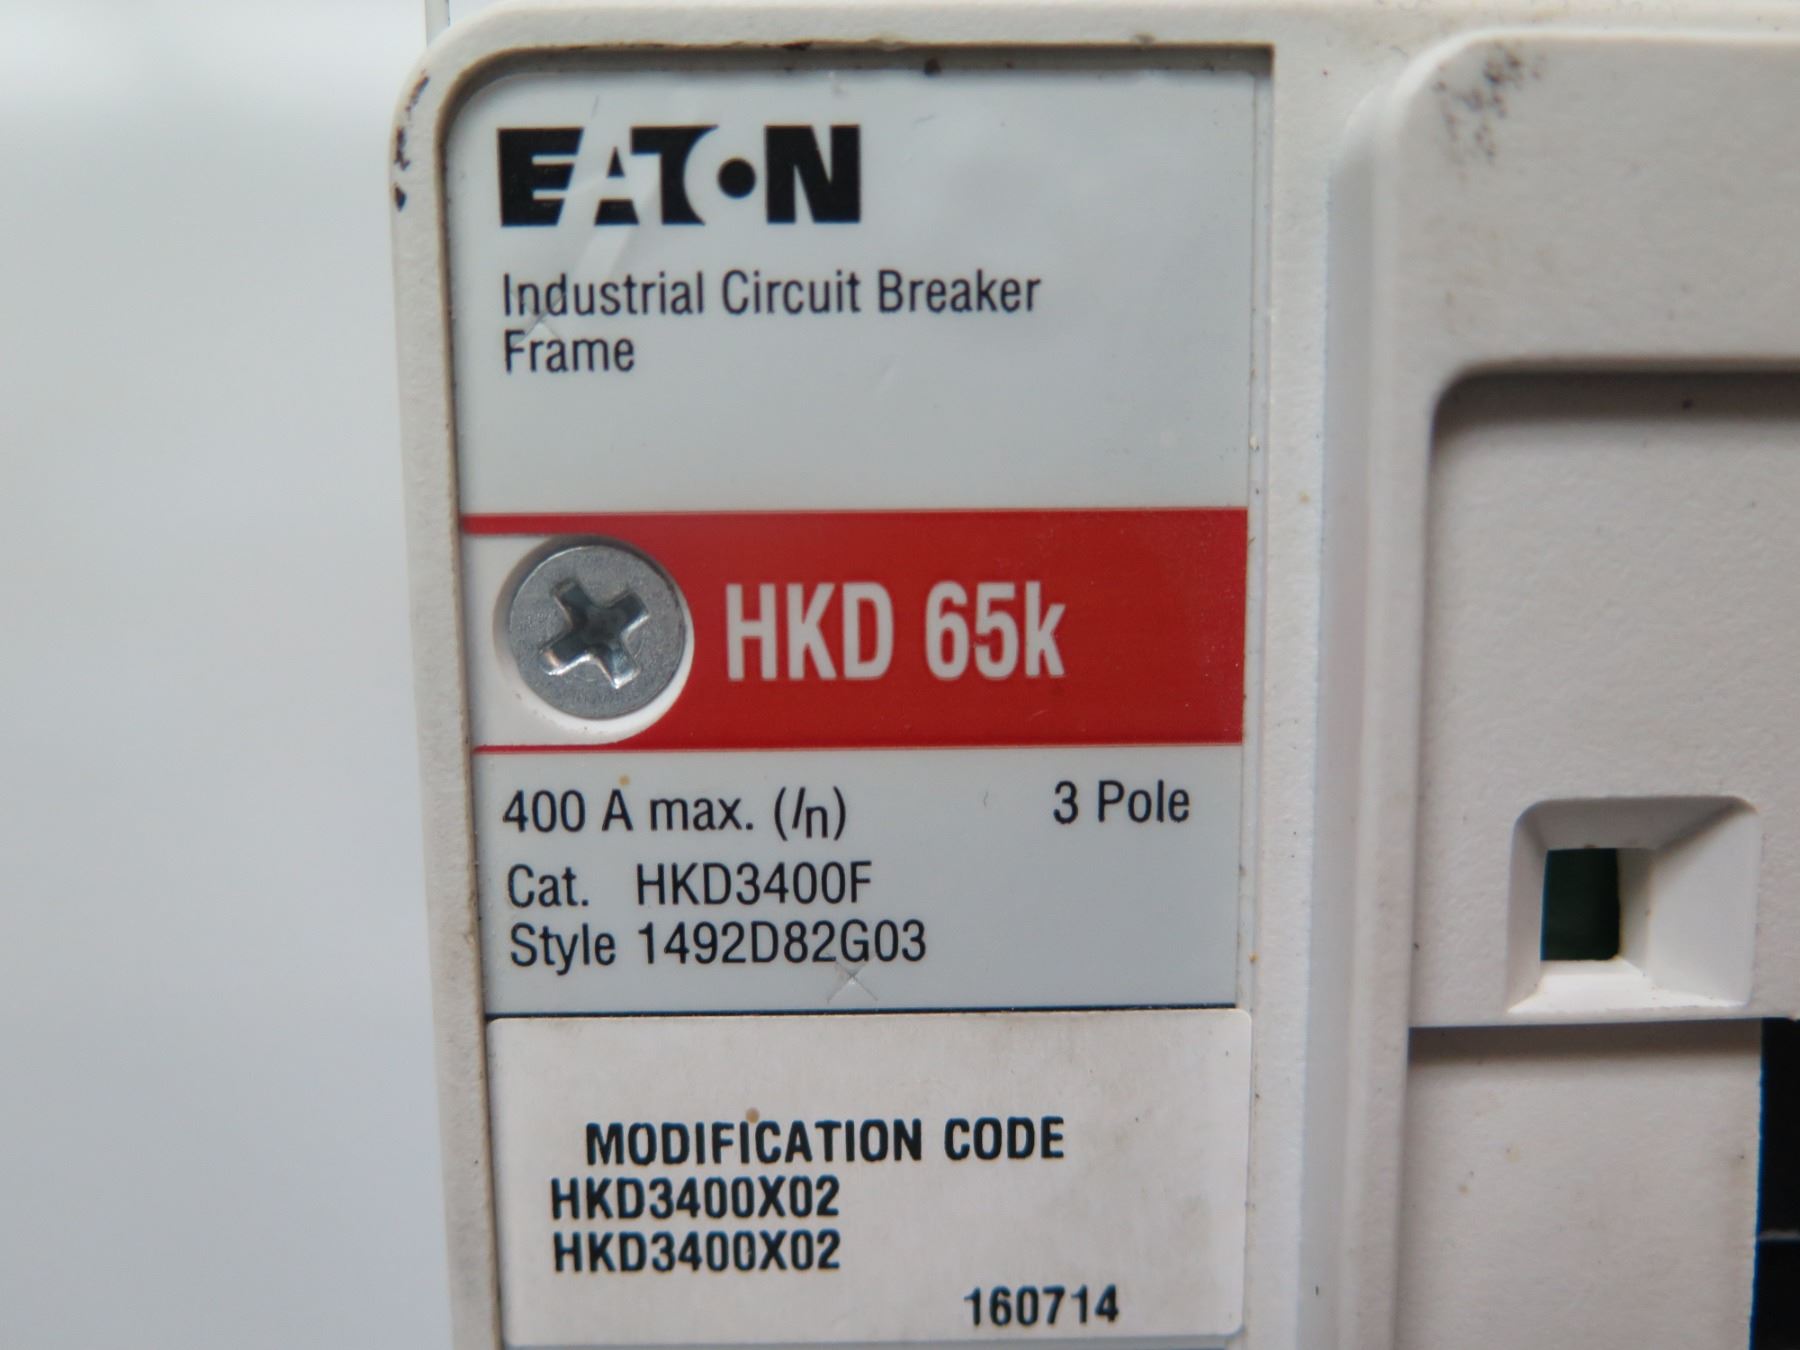 EATON
Industrial Circuit Breaker
Frame
HKD 65k
400 A max. (In) 3 Pole
Cat. HKD3400F
Style 1492D82G03
MODIFICATION CODE
HKD3400X02
HKD3400X02
160714